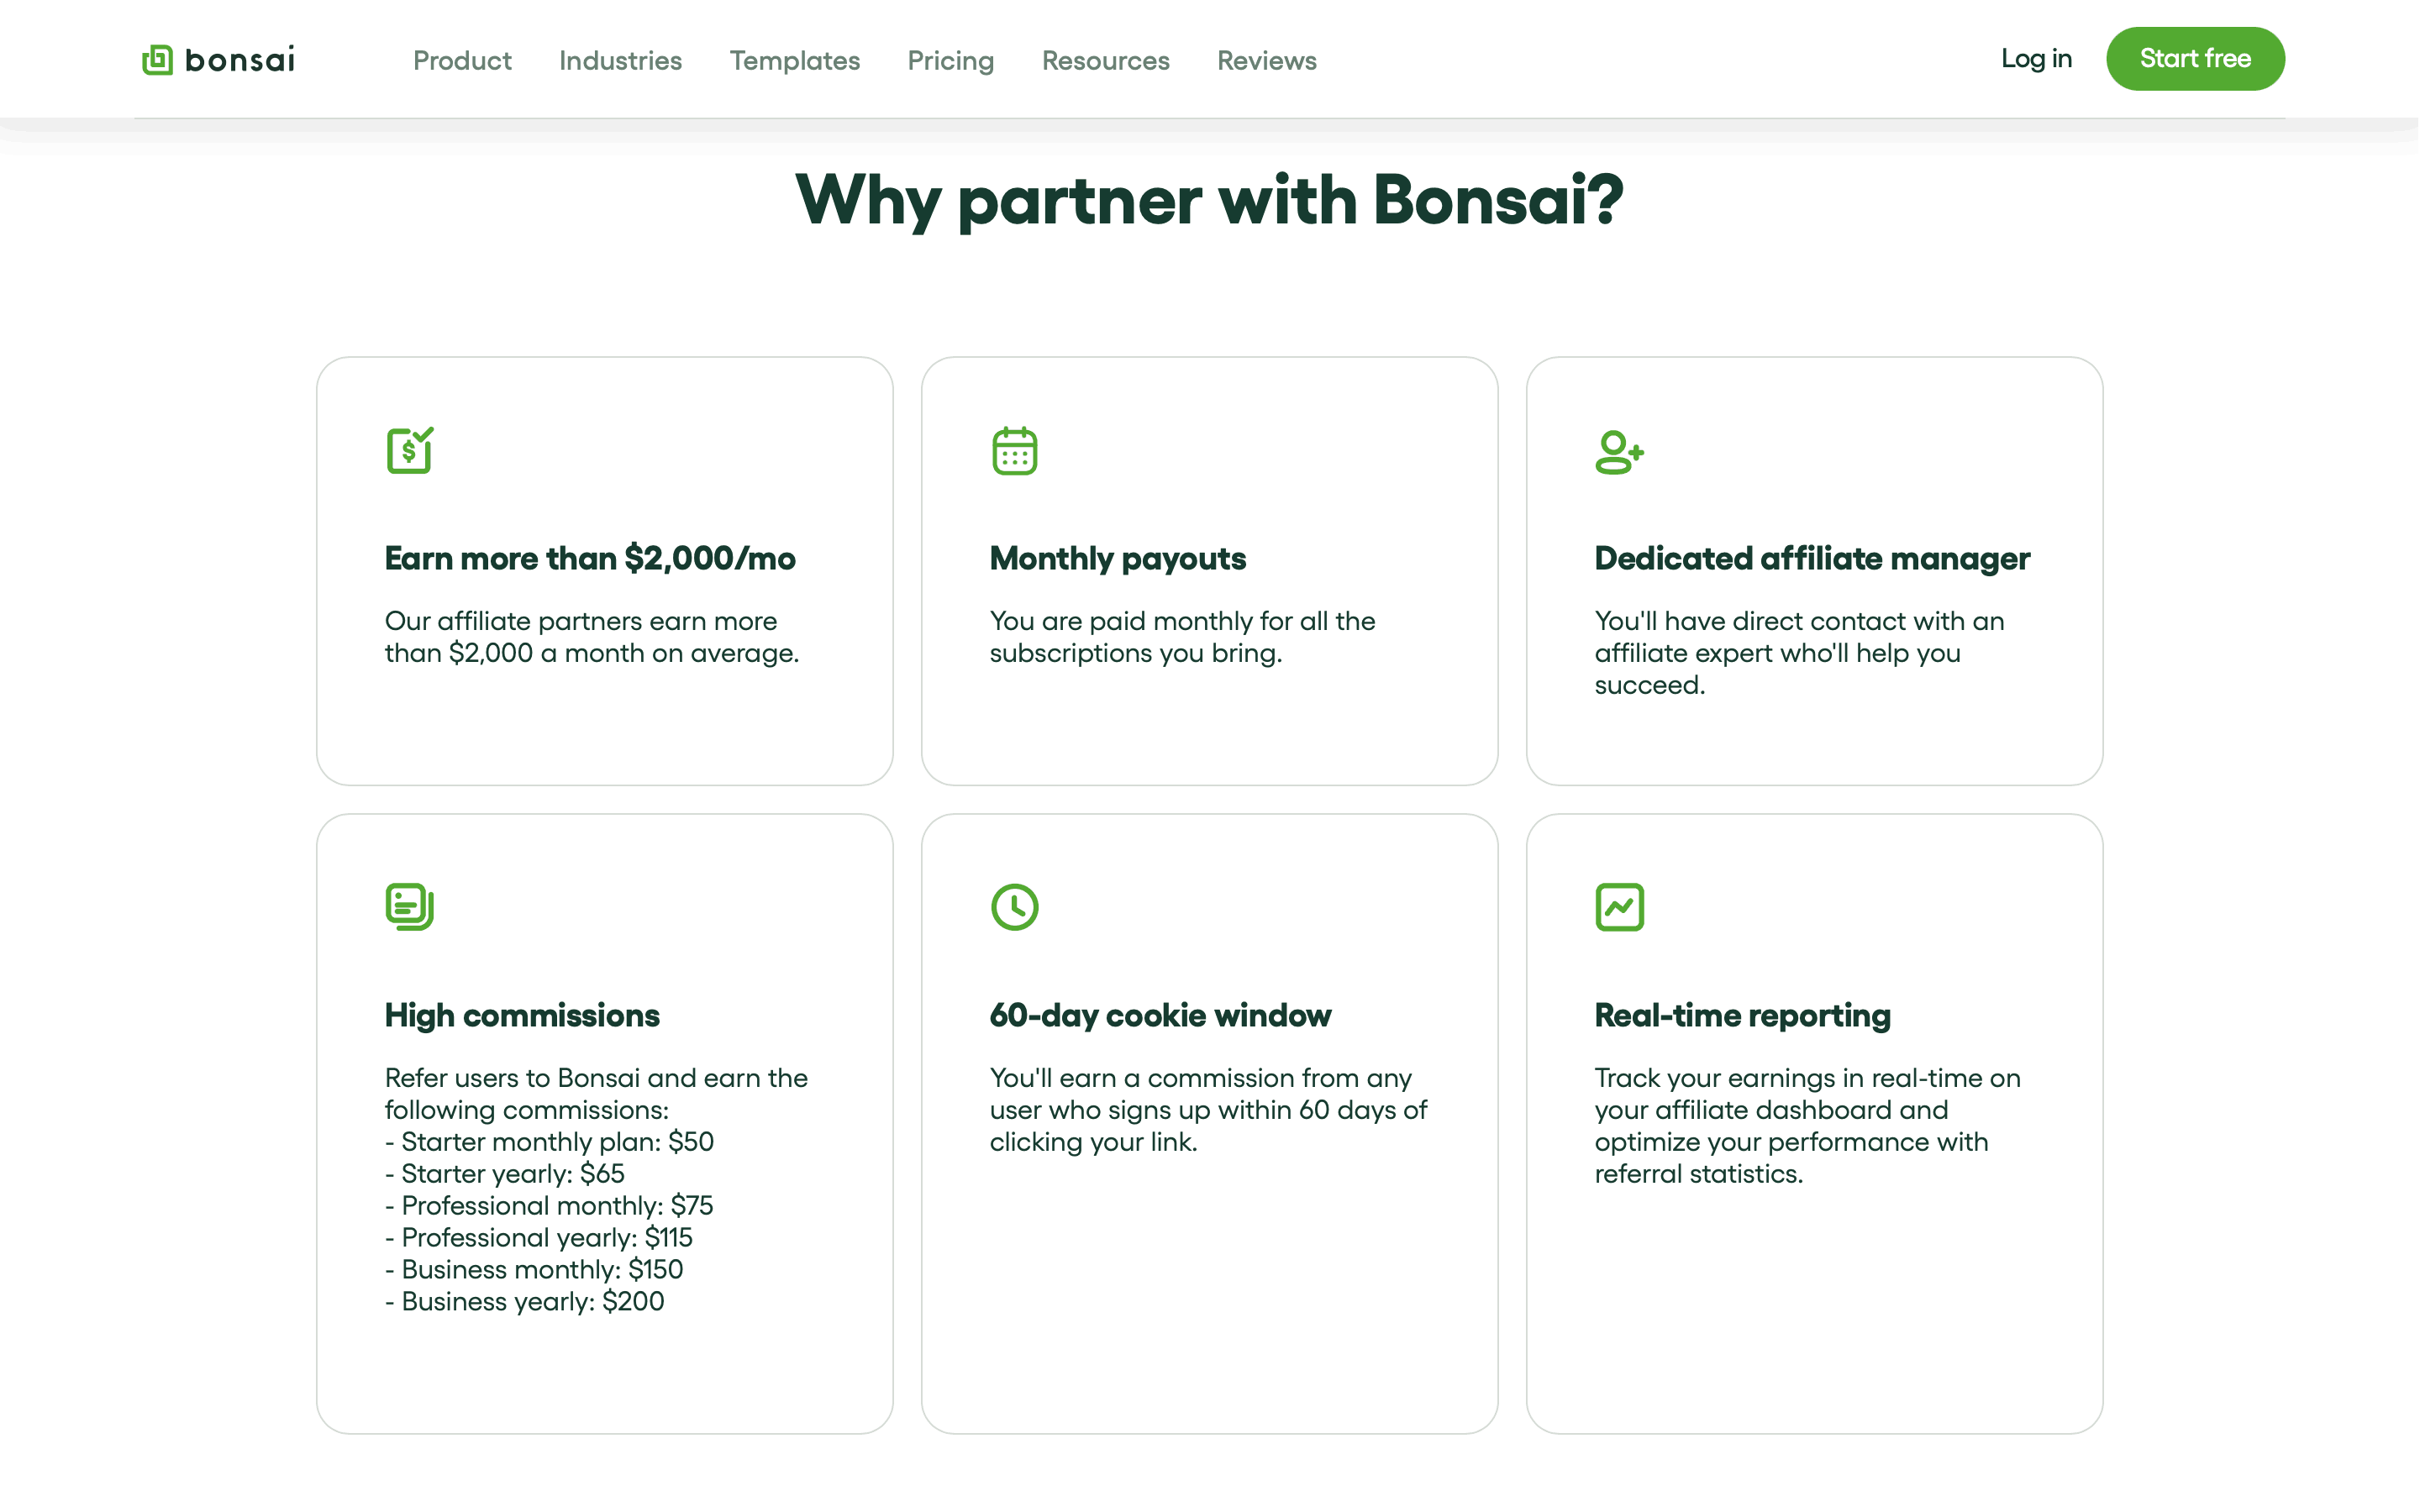 bonsai
Product
Industries
Templates
Pricing
Resources
Reviews
Log in
Start free
Why partner with Bonsai?
Earn more than $2,000/mo
Our affiliate partners earn more
than $2,000 a month on average.
Monthly payouts
You are paid monthly for all the
subscriptions you bring.
Dedicated affiliate manager
You'll have direct contact with an
affiliate expert who'll help you
succeed.
High commissions
Refer users to Bonsai and earn the
following commissions:
- Starter monthly plan: $50
- Starter yearly: $65
- Professional monthly: $75
- Professional yearly: $115
- Business monthly: $150
- Business yearly: $200
60-day cookie window
You'll earn a commission from any
user who signs up within 60 days of
clicking your link.
Real-time reporting
Track your earnings in real-time on
your affiliate dashboard and
optimize your performance with
referral statistics.